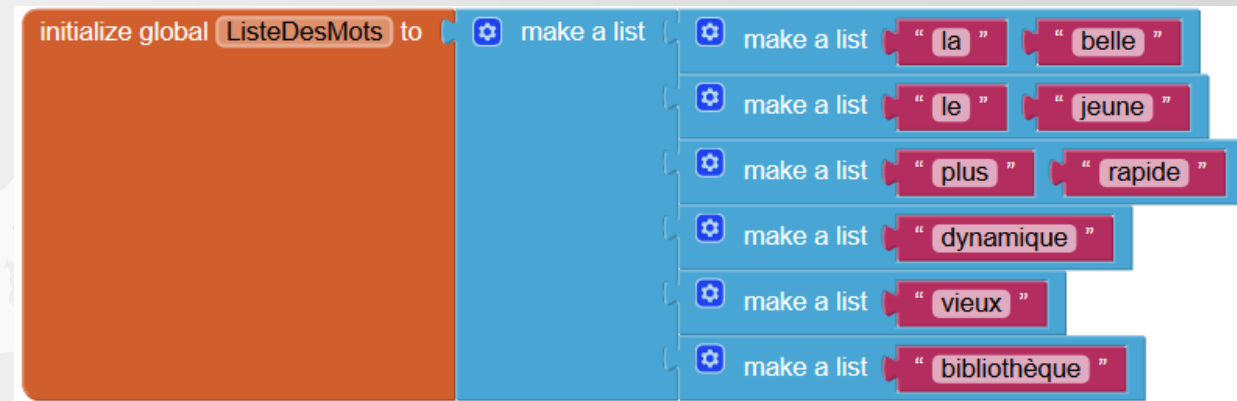 initialize global ListeDesMots to make a list make a list “ la ” “ belle ”
make a list “ le ” “ jeune ”
make a list “ plus ” “ rapide ”
make a list “ dynamique ”
make a list “ vieux ”
make a list “ bibliothèque ”